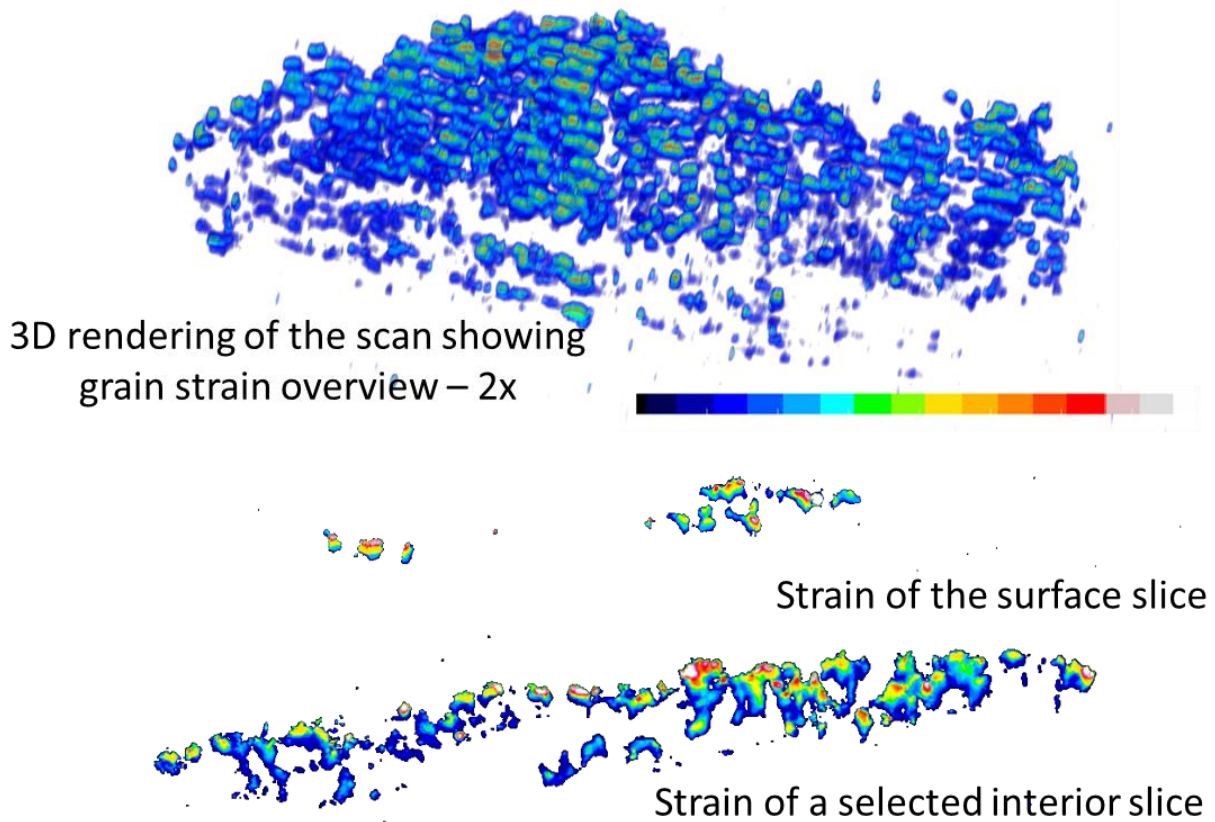 3D rendering of the scan showing
grain strain overview – 2x
Strain of the surface slice
Strain of a selected interior slice